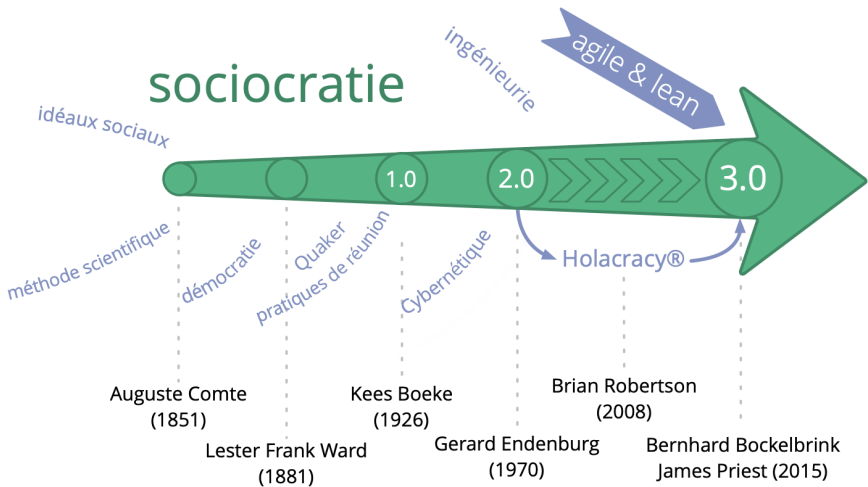 sociocratie
ingénieurie
agile & lean
idéaux sociaux
1.0
2.0
3.0
méthode scientifique
démocratie
Quaker
pratiques de réunion
Cybernétique
Holacracy®
Auguste Comte
(1851)
Lester Frank Ward
(1881)
Kees Boeke
(1926)
Gerard Endenburg
(1970)
Brian Robertson
(2008)
Bernhard Bockelbrink
James Priest (2015)